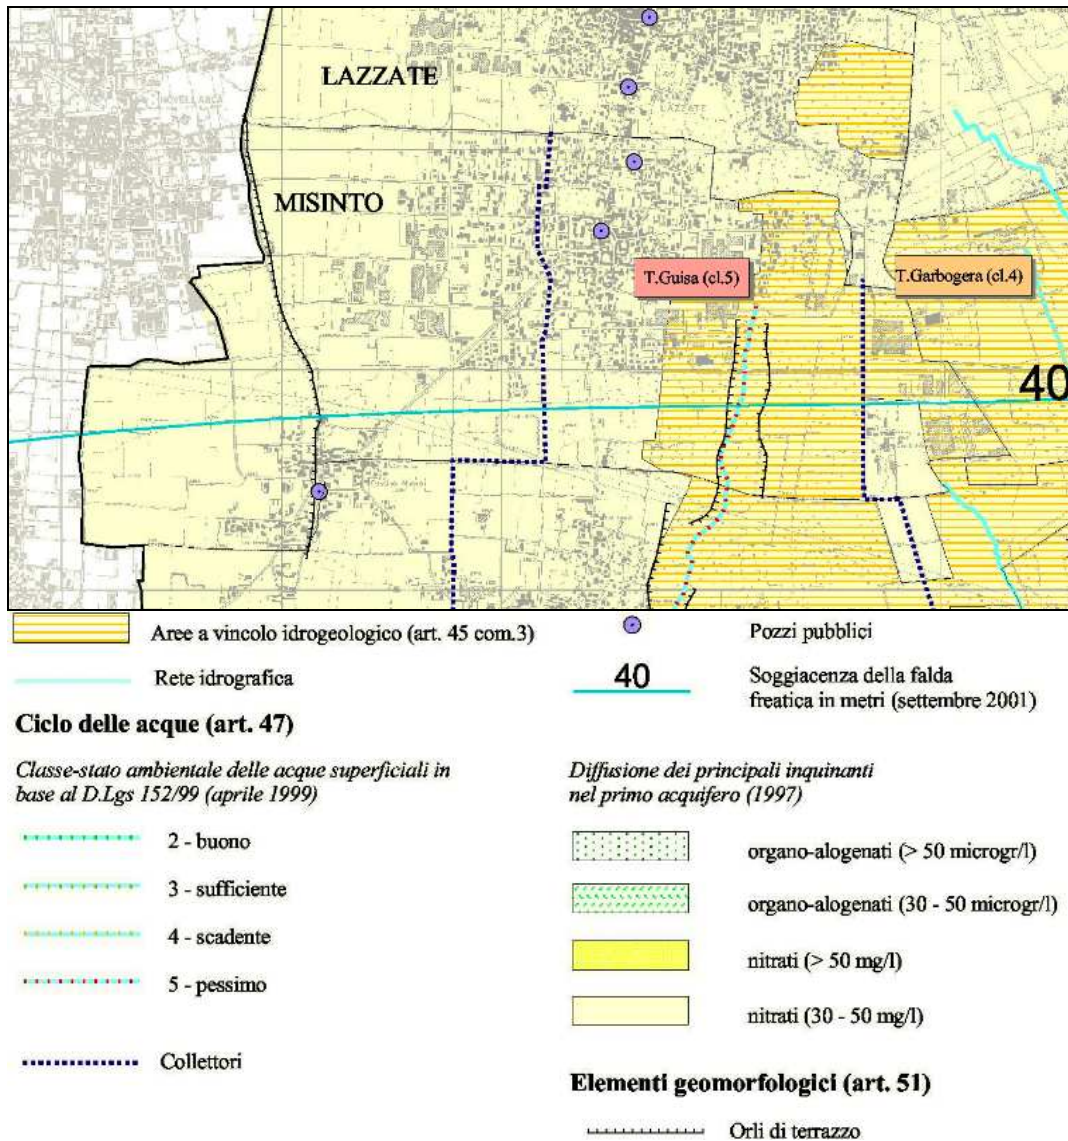 LAZZATE
LAZZATE
MISINTO
T.Guisa (cl.5)
T.Garbogera (cl.4)
40
Aree a vincolo idrogeologico (art. 45 com.3)
Rete idrografica
Ciclo delle acque (art. 47)
Classe-stato ambientale delle acque superficiali in
base al D.Lgs 152/99 (aprile 1999)
2 - buono
3 - sufficiente
4 - scadente
5 - pessimo
Collettori
Pozzi pubblici
40
Soggiacenza della falda
freatica in metri (settembre 2001)
Diffusione dei principali inquinanti
nel primo acquifero (1997)
organo-alogenati (> 50 microgr/l)
organo-alogenati (30 - 50 microgr/l)
nitrati (> 50 mg/l)
nitrati (30 - 50 mg/l)
Elementi geomorfologici (art. 51)
Orli di terrazzo